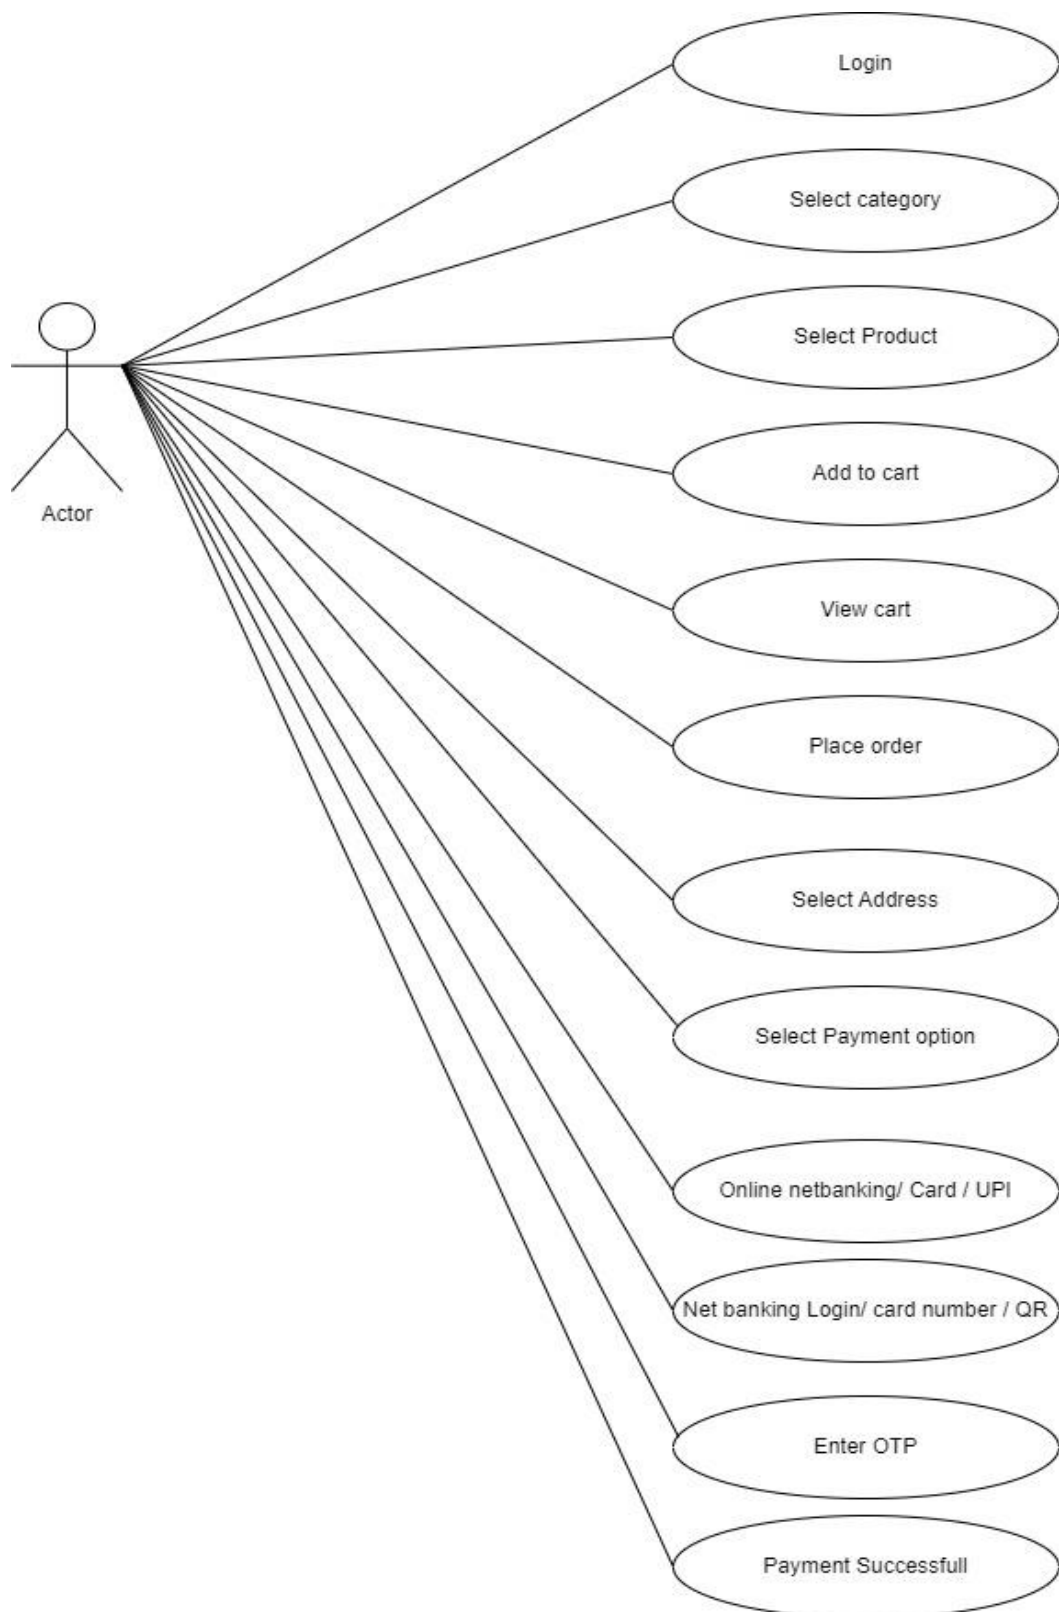 Login
Select category
Select Product
Add to cart
Actor
View cart
Place order
Select Address
Select Payment option
Online netbanking/ Card / UPI
Net banking Login/ card number / QR
Enter OTP
Payment Successfull